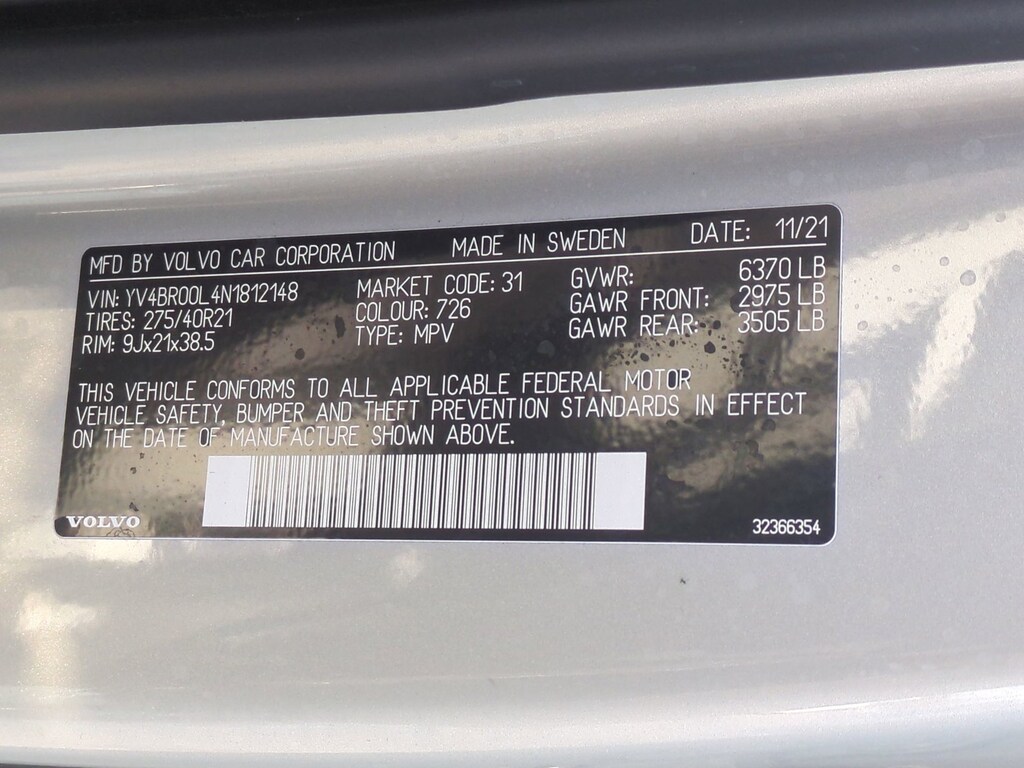 MFD BY VOLVO CAR CORPORATION MADE IN SWEDEN DATE: 11/21
VIN: YV4BR00L4N1812148 MARKET CODE: 31 GVWR: 6370 LB
TIRES: 275/40R21 COLOUR: 726 GAWR FRONT: 2975 LB
RIM: 9Jx21x38.5 TYPE: MPV GAWR REAR: 3505 LB
THIS VEHICLE CONFORMS TO ALL APPLICABLE FEDERAL MOTOR
VEHICLE SAFETY, BUMPER AND THEFT PREVENTION STANDARDS IN EFFECT
ON THE DATE OF MANUFACTURE SHOWN ABOVE.
VOLVO 32366354